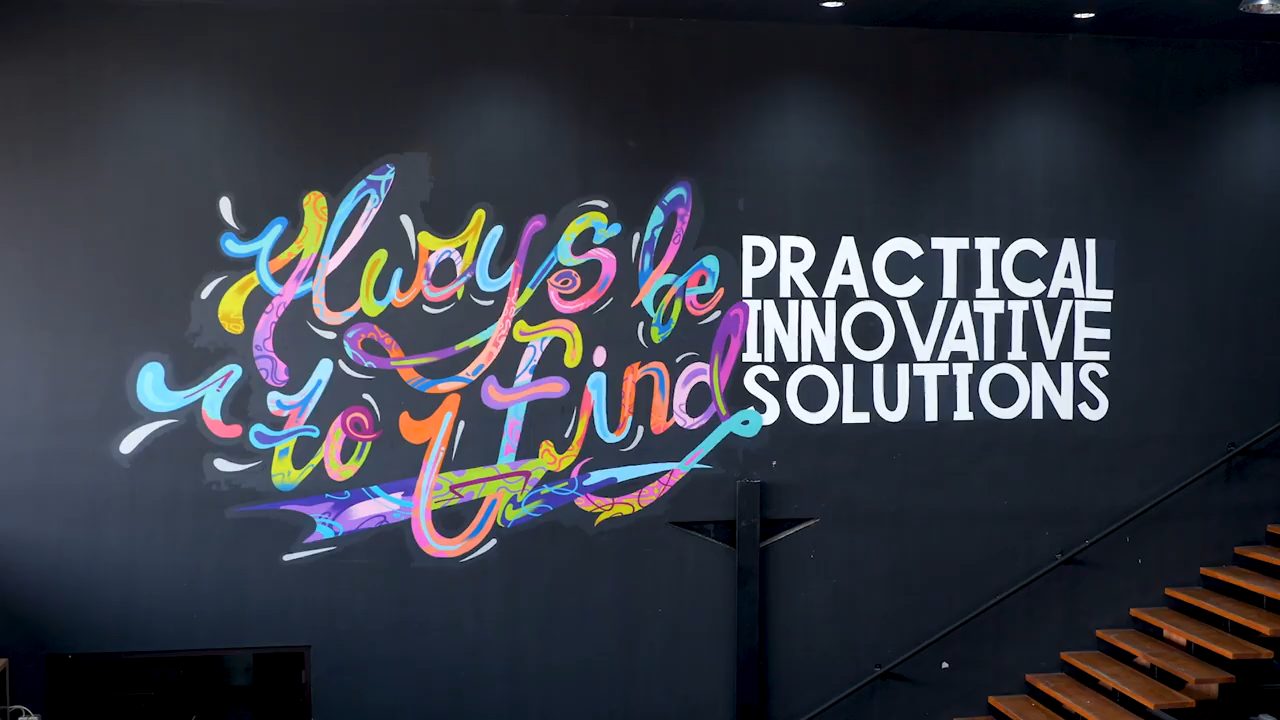 Always be
to Find
PRACTICAL
INNOVATIVE
SOLUTIONS